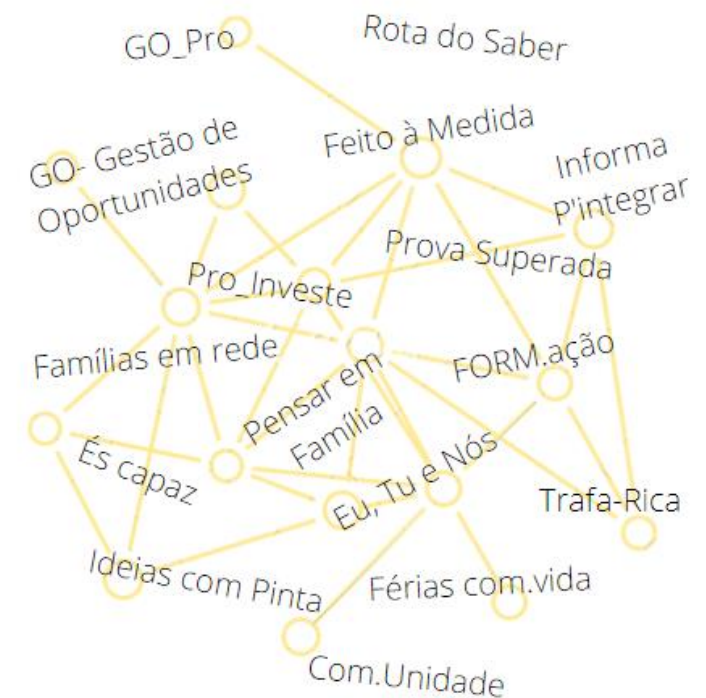 GO_Pro
Rota do Saber
Feito à Medida
GO- Gestão de
Oportunidades
Informa
P'integrar
Prova Superada
Pro_Investe
Famílias em rede
FORM.ação
Pensar em
Família
És capaz
Eu, Tu e Nós
Trafa-Rica
Ideias com Pinta
Férias com.vida
Com.Unidade